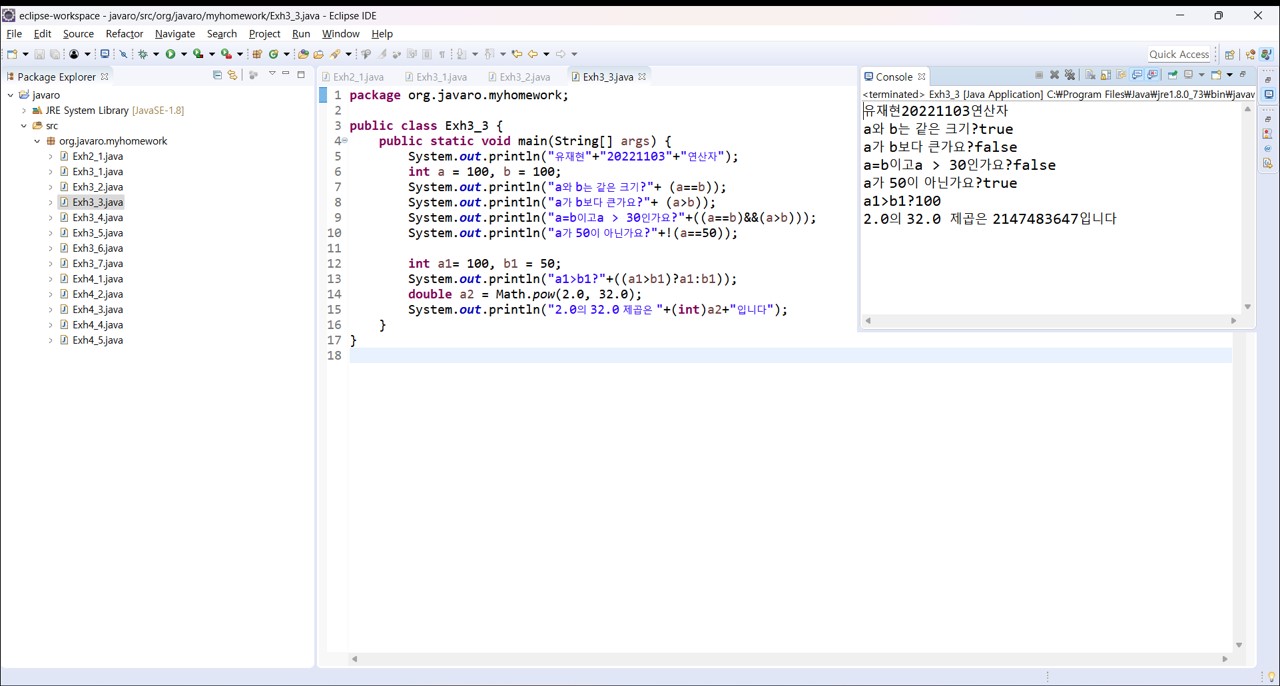 eclipse-workspace - javaro/src/org/javaro/myhomework/Exh3_3.java - Eclipse IDE
File Edit Source Refactor Navigate Search Project Run Window Help
Quick Access
Package Explorer
javaro
JRE System Library [JavaSE-1.8]
src
org.javaro.myhomework
Exh2_1.java
Exh3_1.java
Exh3_2.java
Exh3_3.java
Exh3_4.java
Exh3_5.java
Exh3_6.java
Exh3_7.java
Exh4_1.java
Exh4_2.java
Exh4_3.java
Exh4_4.java
Exh4_5.java
Exh2_1.java Exh3_1.java Exh3_2.java Exh3_3.java
1 package org.javaro.myhomework;
2
3 public class Exh3_3 {
4 public static void main(String[] args) {
5 System.out.println("유재현"+"20221103"+"연산자");
6 int a = 100, b = 100;
7 System.out.println("a와 b는 같은 크기?"+ (a==b));
8 System.out.println("a가 b보다 큰가요?"+ (a>b));
9 System.out.println("a=b이고a > 30인가요?"+((a==b)&&(a>b)));
10 System.out.println("a가 50이 아닌가요?"+!(a==50));
11
12 int a1= 100, b1 = 50;
13 System.out.println("a1>b1?"+((a1>b1)?a1:b1));
14 double a2 = Math.pow(2.0, 32.0);
15 System.out.println("2.0의 32.0 제곱은 "+(int)a2+"입니다");
16 }
17 }
18
Console
<terminated> Exh3_3 [Java Application] C:₩Program Files₩Java₩jre1.8.0_73₩bin₩javaw
유재현20221103연산자
a와 b는 같은 크기?true
a가 b보다 큰가요?false
a=b이고a > 30인가요?false
a가 50이 아닌가요?true
a1>b1?100
2.0의 32.0 제곱은 2147483647입니다